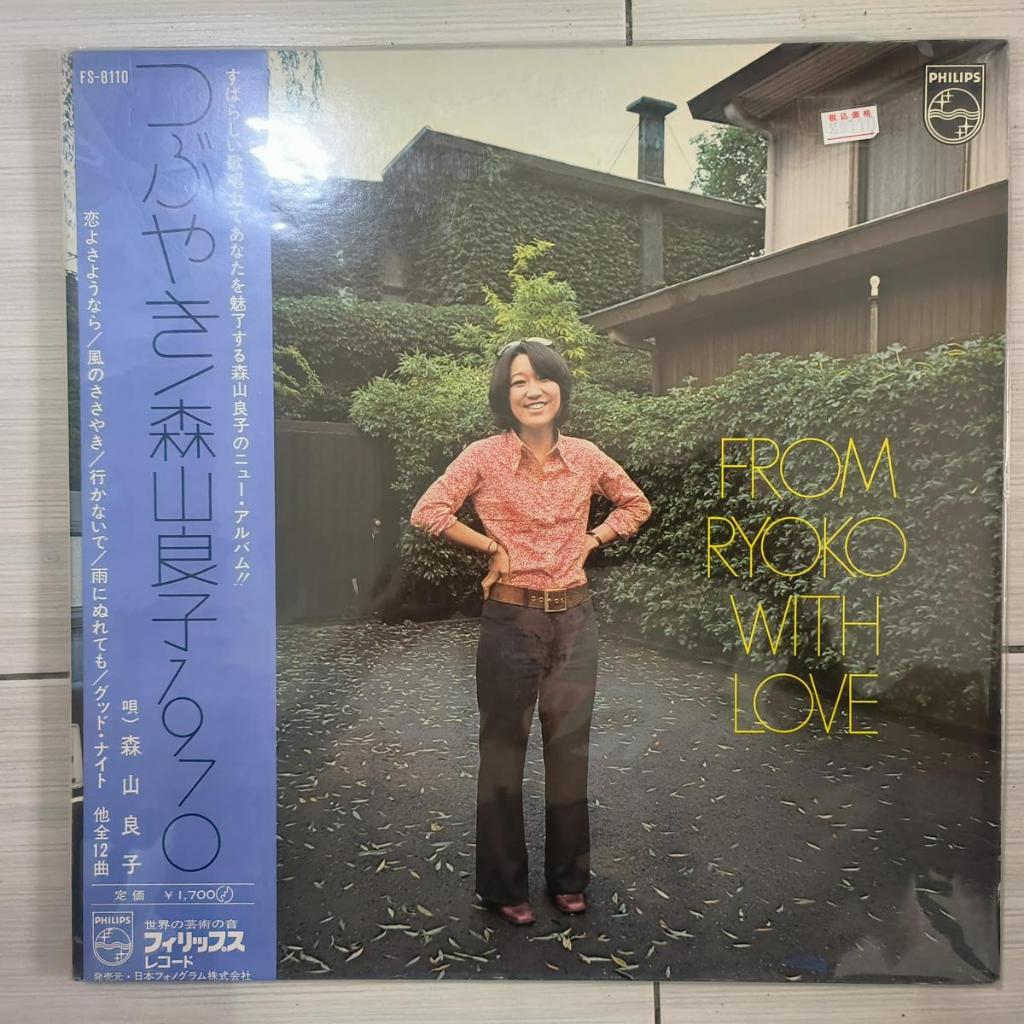 FS-8110
つぶやき/森山良子1970
すばらしい歌唱力であなたを魅了する森山良子のニュー・アルバム!!
恋よさようなら/風のささやき/行かないで/雨にぬれても/グッド・ナイト 他全12曲
唄)森山良子
定価 ¥1,700
PHILIPS
世界の芸術の音
フィリップス
レコード
発売元・日本フォノグラム株式会社
PHILIPS
税込価格
FROM
RYOKO
WITH
LOVE